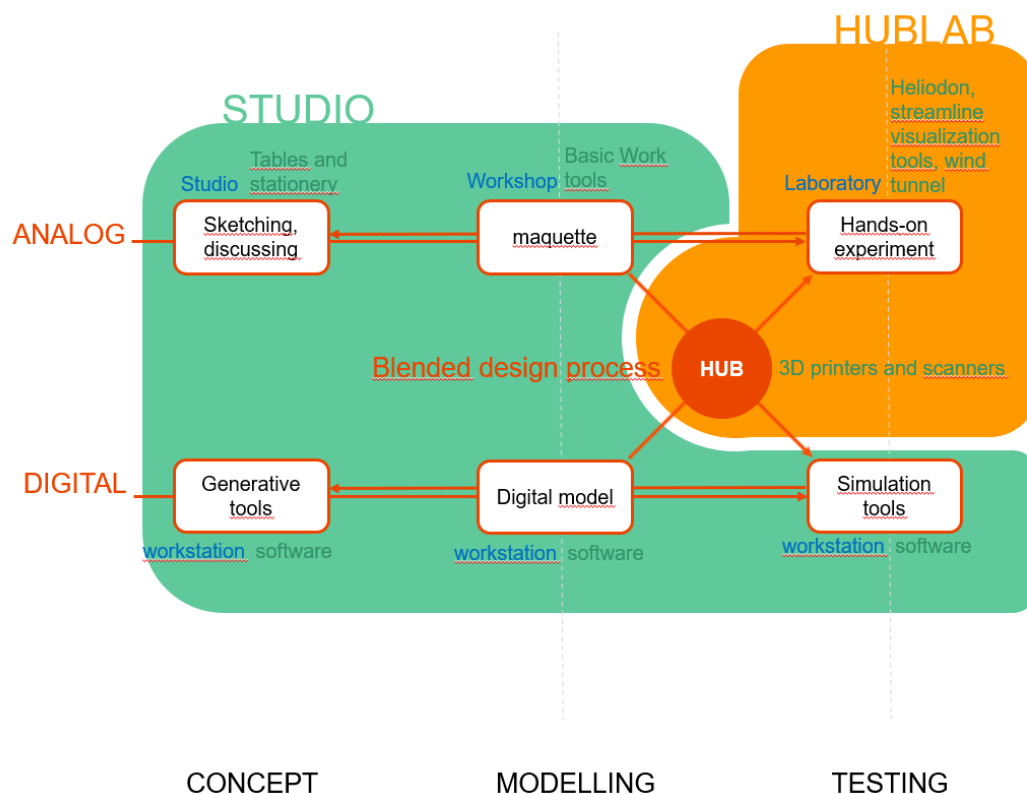 HUBLAB
STUDIO
Heliodon,
streamline
visualization
tools, wind
tunnel
Tables and
stationery
Studio
Basic Work
tools
Workshop
Laboratory
ANALOG
Sketching,
discussing
maquette
Hands-on
experiment
Blended design process
HUB
3D printers and scanners
DIGITAL
Generative
tools
Digital model
Simulation
tools
workstation software
workstation software
workstation software
CONCEPT
MODELLING
TESTING